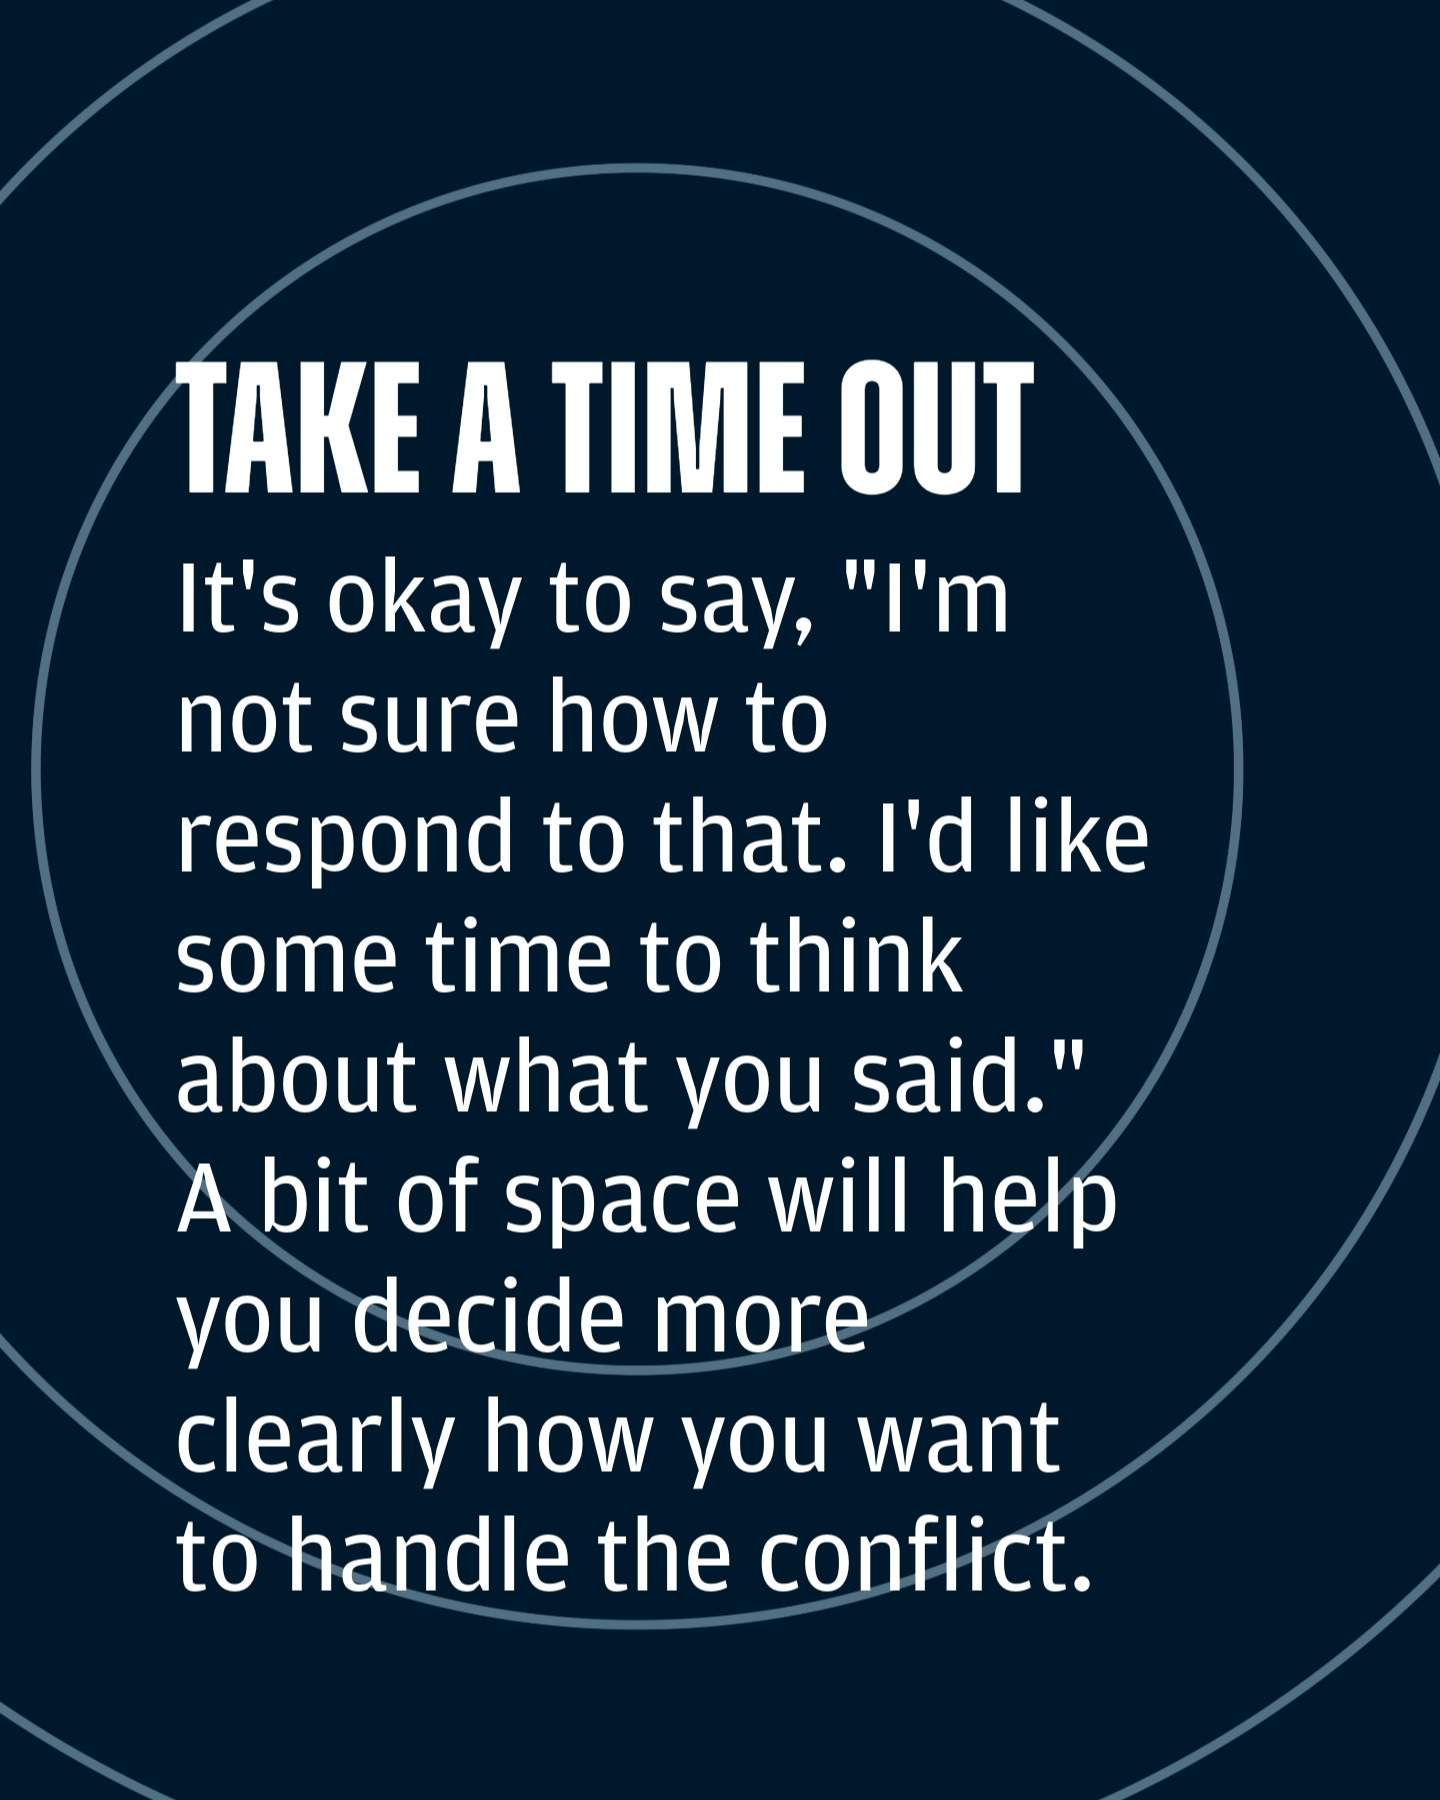 TAKE A TIME OUT
It's okay to say, "I'm
not sure how to
respond to that. I'd like
some time to think
about what you said."
A bit of space will help
you decide more
clearly how you want
to handle the conflict.